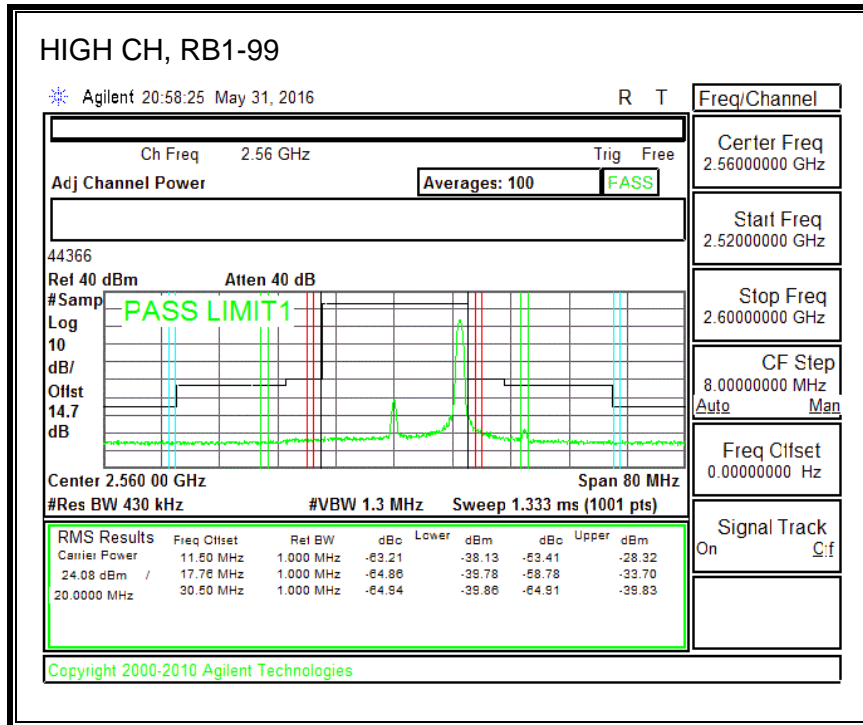 HIGH CH, RB1-99
Agilent 20:58:25 May 31, 2016 R T
Freq/Channel
Ch Freq 2.56 GHz Trig Free
Adj Channel Power Averages: 100 PASS
Center Freq
2.56000000 GHz
Start Freq
2.52000000 GHz
Stop Freq
2.60000000 GHz
CF Step
8.00000000 MHz
Auto Man
Freq Offset
0.00000000 Hz
Signal Track
On Off
44366
Ref 40 dBm Atten 40 dB
#Samp
Log
10
dB/
Offst
14.7
dB
PASS LIMIT1
Center 2.560 00 GHz Span 80 MHz
#Res BW 430 kHz #VBW 1.3 MHz Sweep 1.333 ms (1001 pts)
RMS Results Freq Offset Ref BW dBc Lower dBm dBc Upper dBm
Carrier Power 11.50 MHz 1.000 MHz -63.21 -38.13 -53.41 -28.32
24.08 dBm / 17.76 MHz 1.000 MHz -64.86 -39.78 -58.78 -33.70
20.0000 MHz 30.50 MHz 1.000 MHz -64.94 -39.86 -64.91 -39.83
Copyright 2000-2010 Agilent Technologies